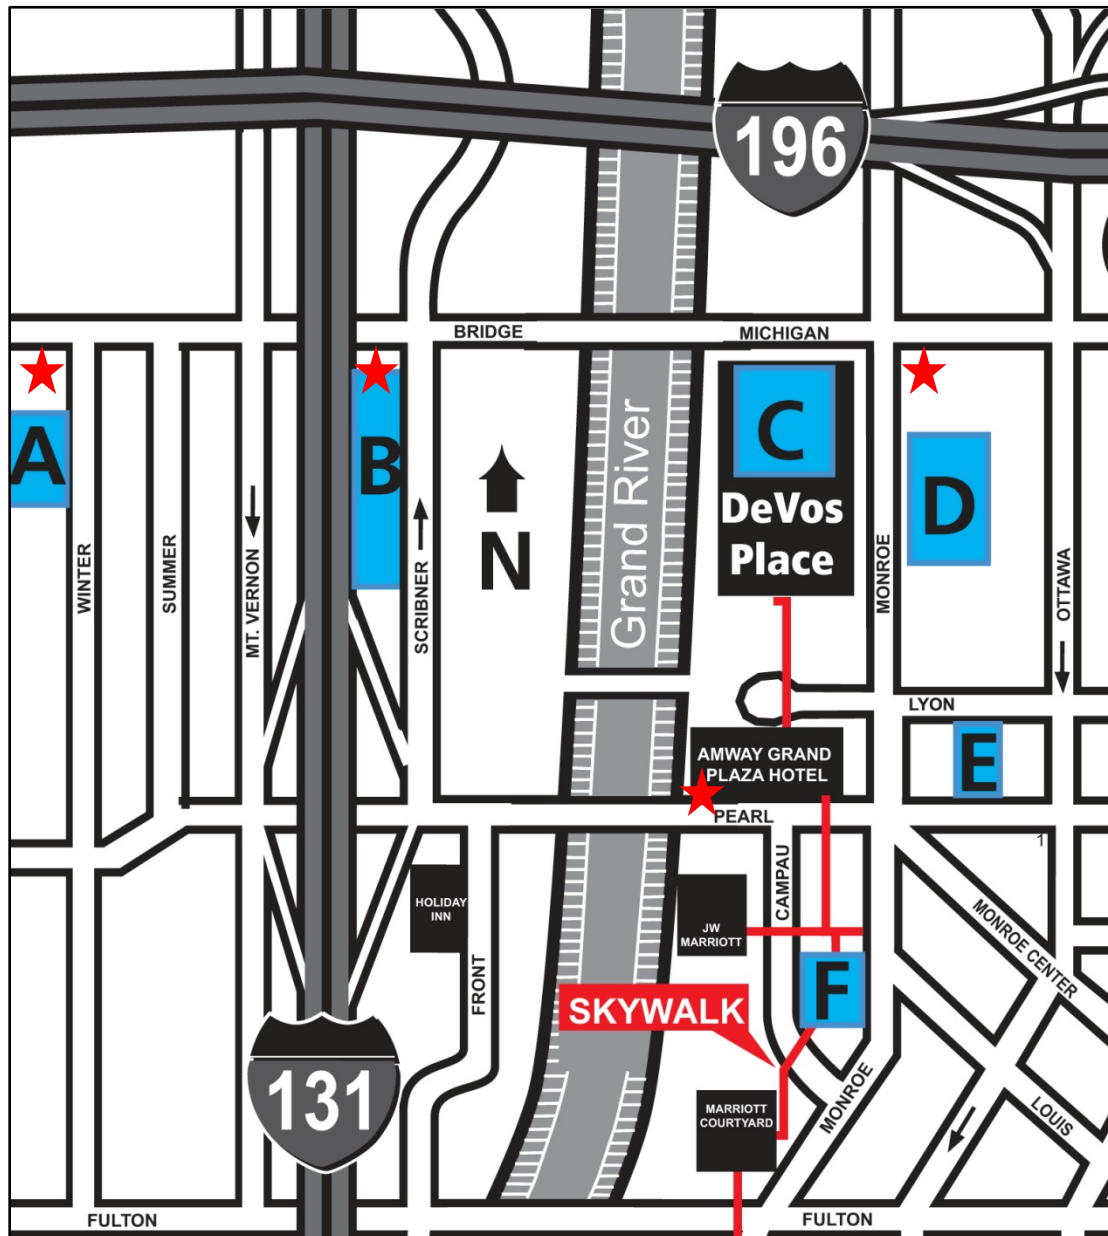 196
BRIDGE
MICHIGAN
A
B
C
D
DeVos
Place
N
Grand River
WINTER
SUMMER
MT. VERNON
SCRIBNER
MONROE
OTTAWA
LYON
E
AMWAY GRAND
PLAZA HOTEL
PEARL
CAMPAU
1
HOLIDAY
INN
JW
MARRIOTT
MONROE CENTER
FRONT
F
SKYWALK
131
MARRIOTT
COURTYARD
MONROE
LOUIS
FULTON
FULTON